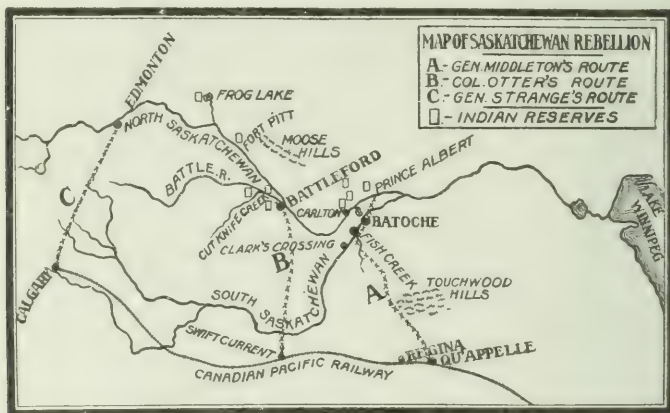 MAP OF SASKATCHEWAN REBELLION
A.- GEN. MIDDLETON'S ROUTE
B.- COL. OTTER'S ROUTE
C.- GEN. STRANGE'S ROUTE
- INDIAN RESERVES
EDMONTON
FROG LAKE
NORTH SASKATCHEWAN
FORT PITT
MOOSE
HILLS
BATTLE. R.
CUT KNIFE CREEK
BATTLEFORD
PRINCE ALBERT
CARLTON
BATOCHE
CLARK'S CROSSING
FISH CREEK
C
B
A
TOUCHWOOD
HILLS
LAKE
WINNIPEG
CALGARY
SOUTH SASKATCHEWAN
SWIFT CURRENT
CANADIAN PACIFIC RAILWAY
REGINA
QU'APPELLE